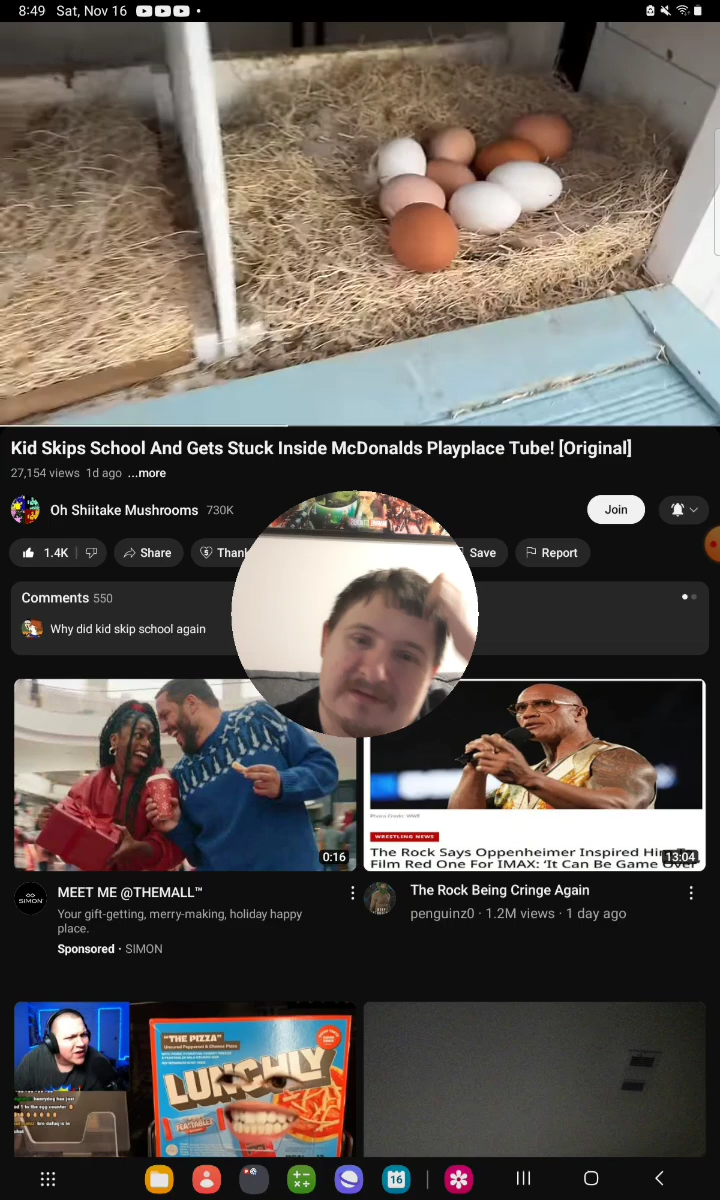 8:49 Sat, Nov 16
Kid Skips School And Gets Stuck Inside McDonalds Playplace Tube! [Original]
27,154 views 1d ago ...more
Oh Shiitake Mushrooms 730K
Join
1.4K
Share
Save
Report
Comments 550
Why did kid skip school again
0:16
WRESTLING NEWS
The Rock Says Oppenheimer Inspired
Film Red One For IMAX: 'It Can Be Game Over'
13:04
SIMON
MEET ME @THEMALL™
Your gift-getting, merry-making, holiday happy
place.
Sponsored · SIMON
The Rock Being Cringe Again
penguinz0 · 1.2M views · 1 day ago
"THE PIZZA"
LUNCHLY
16